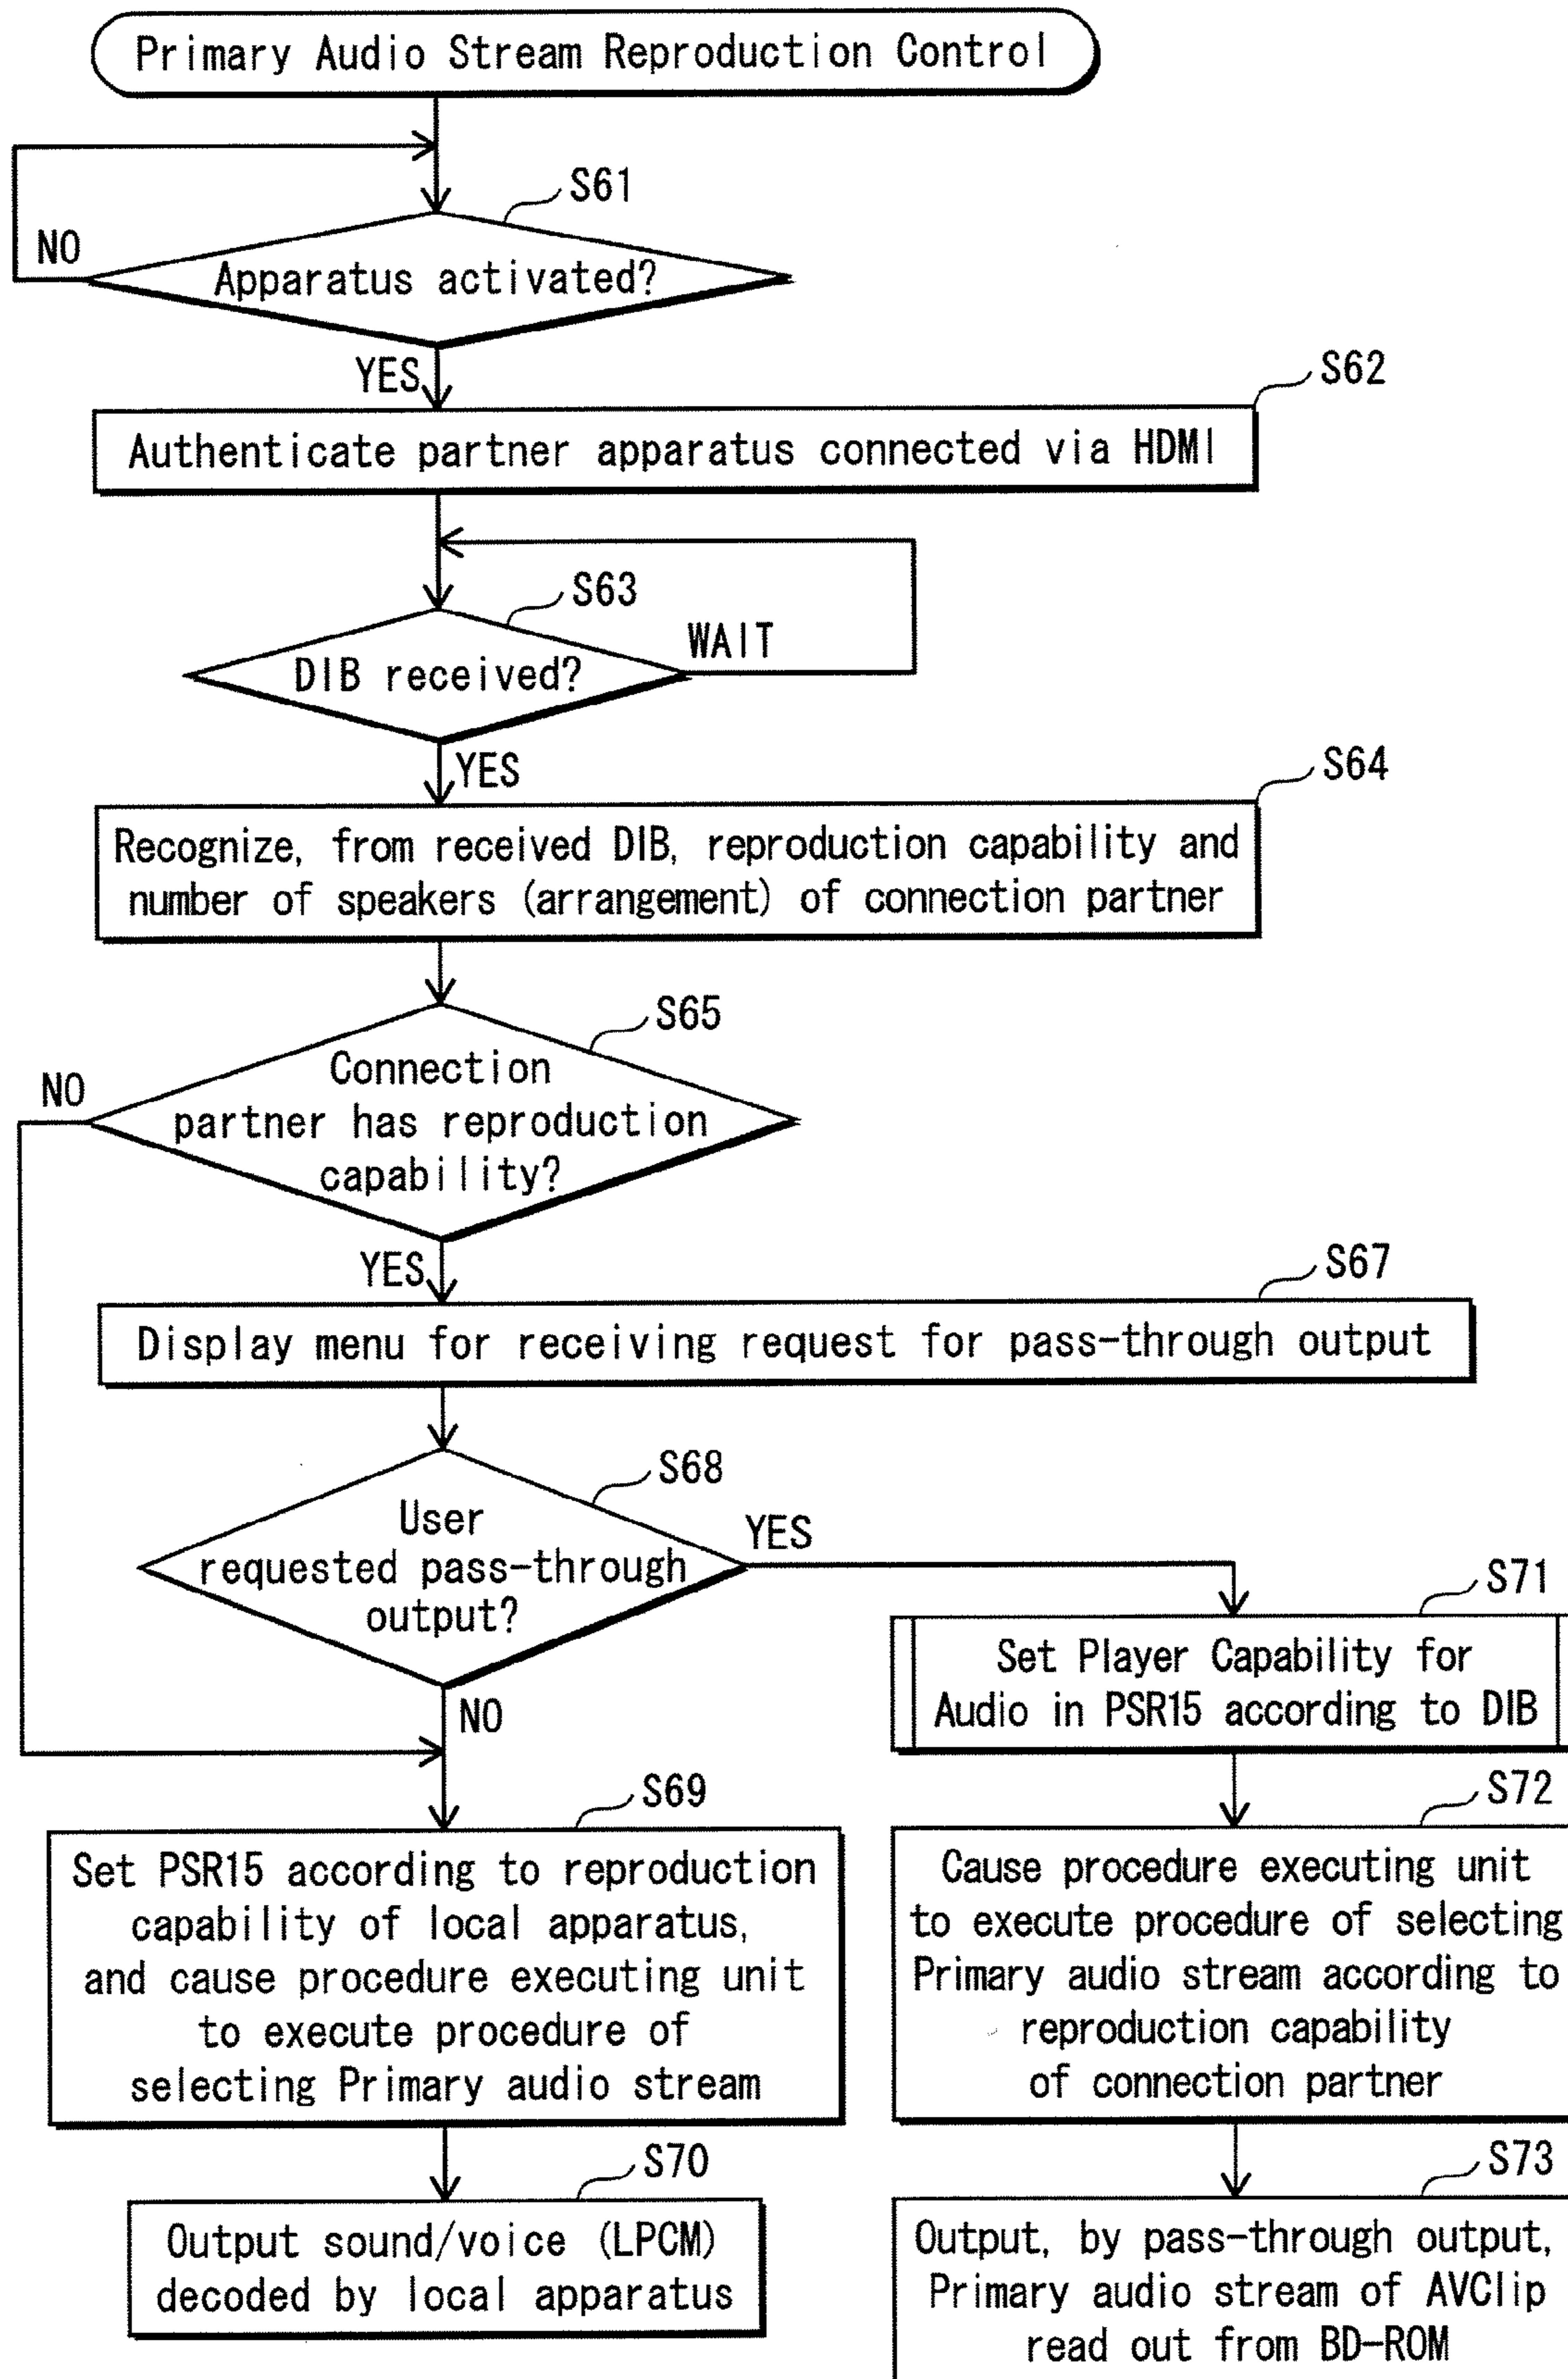 Primary Audio Stream Reproduction Control
S61
NO
Apparatus activated?
YES
S62
Authenticate partner apparatus connected via HDMI
S63
WAIT
DIB received?
YES
S64
Recognize, from received DIB, reproduction capability and
number of speakers (arrangement) of connection partner
S65
NO
Connection
partner has reproduction
capability?
YES
S67
Display menu for receiving request for pass-through output
S68
User
requested pass-through
output?
YES
NO
S71
Set Player Capability for
Audio in PSR15 according to DIB
S69
Set PSR15 according to reproduction
capability of local apparatus,
and cause procedure executing unit
to execute procedure of
selecting Primary audio stream
S72
Cause procedure executing unit
to execute procedure of selecting
Primary audio stream according to
reproduction capability
of connection partner
S70
Output sound/voice (LPCM)
decoded by local apparatus
S73
Output, by pass-through output,
Primary audio stream of AVClip
read out from BD-ROM